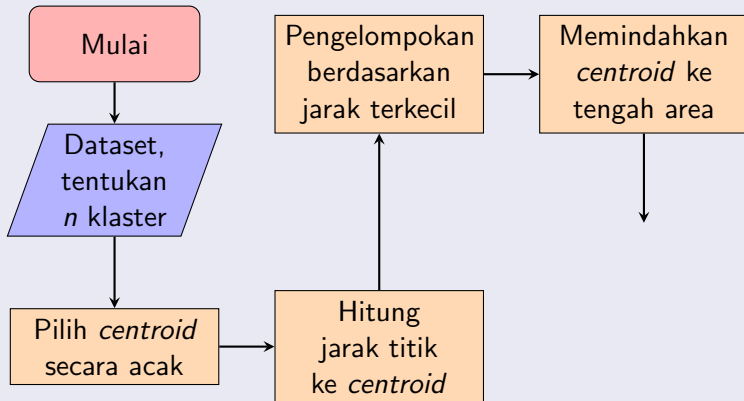 Mulai
Dataset,
tentukan
n klaster
Pilih centroid
secara acak
Hitung
jarak titik
ke centroid
Pengelompokan
berdasarkan
jarak terkecil
Memindahkan
centroid ke
tengah area